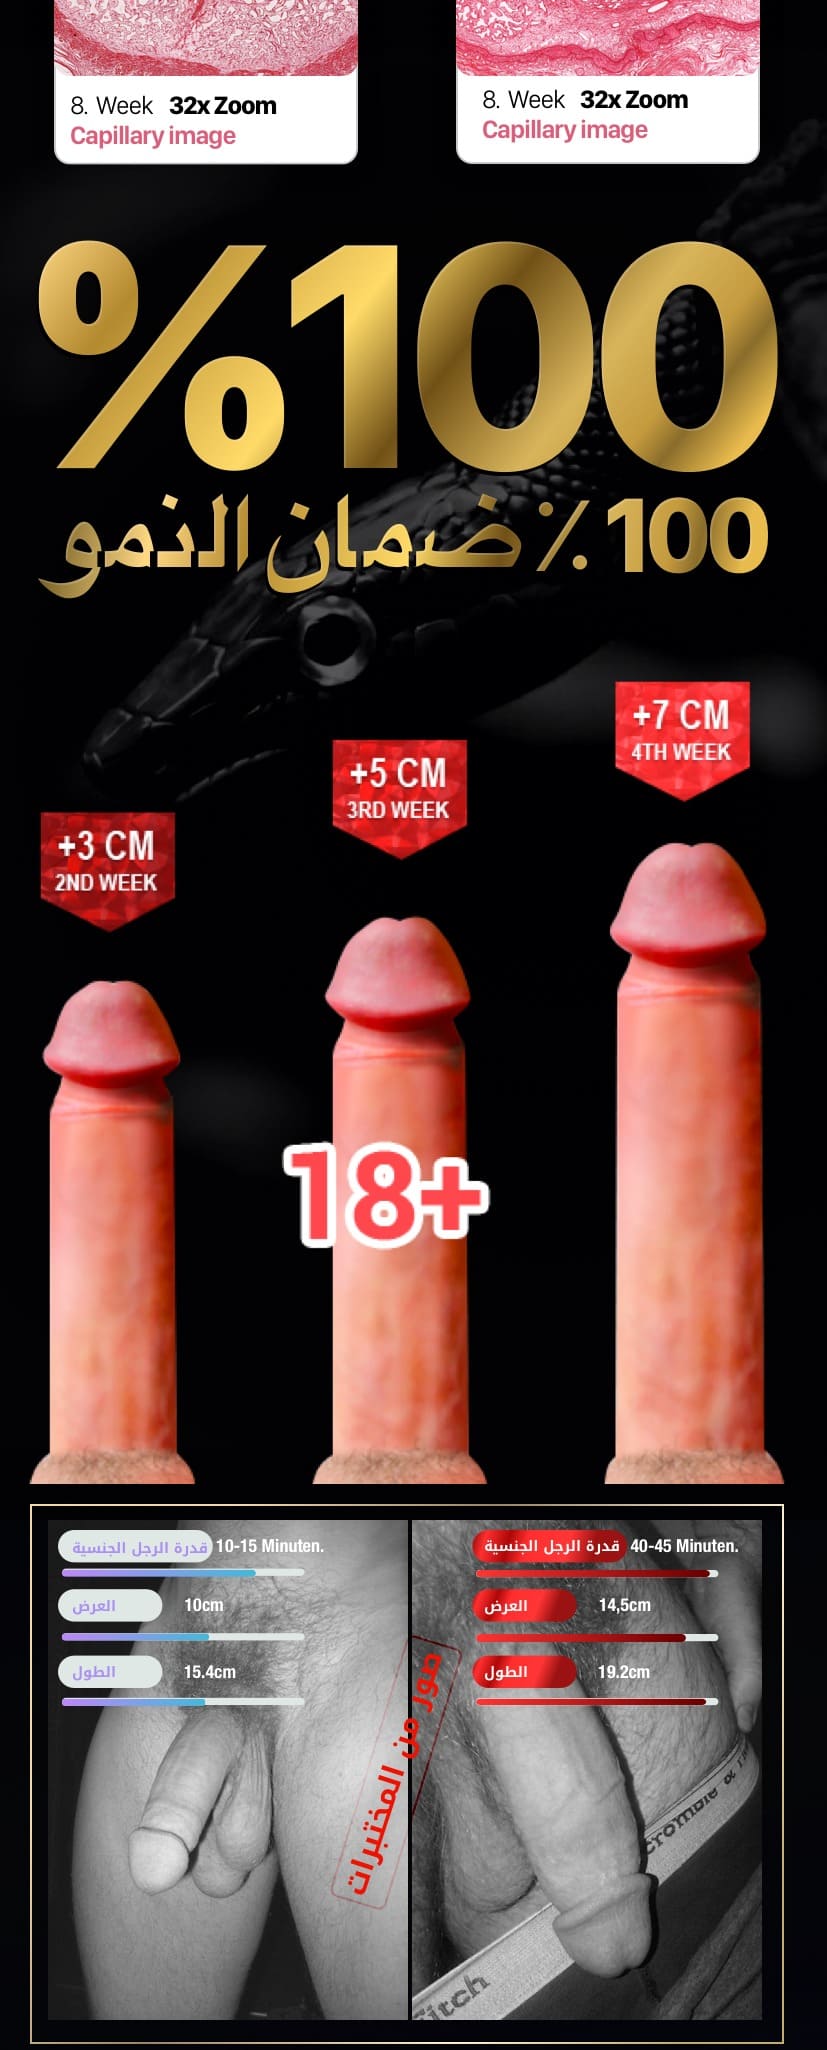 8. Week 32x Zoom
Capillary image
8. Week 32x Zoom
Capillary image
%100
100٪ ضمان النمو
+3 CM
2ND WEEK
+5 CM
3RD WEEK
+7 CM
4TH WEEK
18+
قدرة الرجل الجنسية 10-15 Minuten.
العرض 10cm
الطول 15.4cm
قدرة الرجل الجنسية 40-45 Minuten.
العرض 14,5cm
الطول 19.2cm
صور من المختبرات
crombie & Fitch